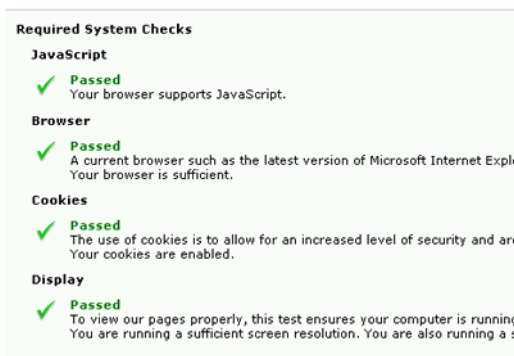 Required System Checks
JavaScript
Passed
Your browser supports JavaScript.
Browser
Passed
A current browser such as the latest version of Microsoft Internet Expl
Your browser is sufficient.
Cookies
Passed
The use of cookies is to allow for an increased level of security and ar
Your cookies are enabled.
Display
Passed
To view our pages properly, this test ensures your computer is running
You are running a sufficient screen resolution. You are also running a s